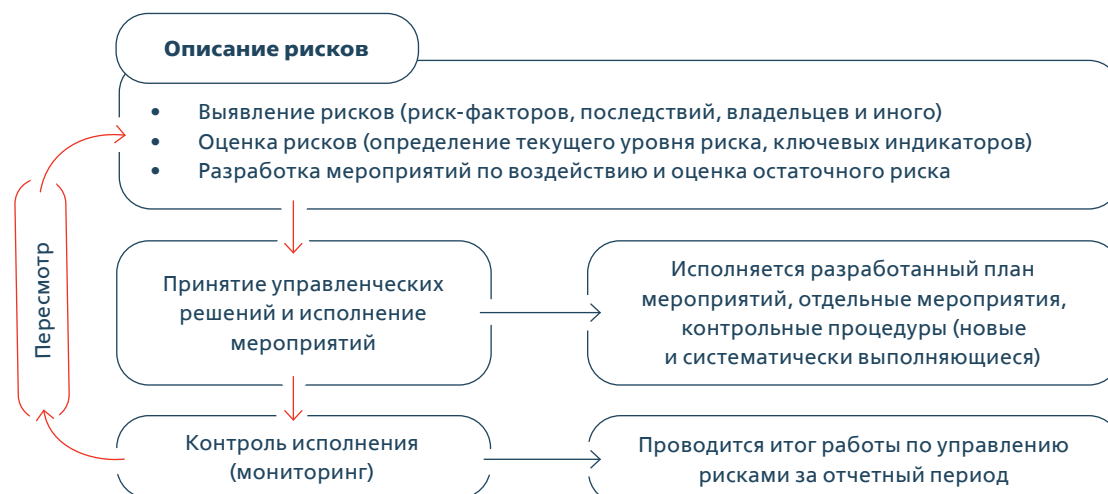 Описание рисков
• Выявление рисков (риск-факторов, последствий, владельцев и иного)
• Оценка рисков (определение текущего уровня риска, ключевых индикаторов)
• Разработка мероприятий по воздействию и оценка остаточного риска
Пересмотр
Принятие управленческих
решений и исполнение
мероприятий
Исполняется разработанный план
мероприятий, отдельные мероприятия,
контрольные процедуры (новые
и систематически выполняющиеся)
Контроль исполнения
(мониторинг)
Проводится итог работы по управлению
рисками за отчетный период